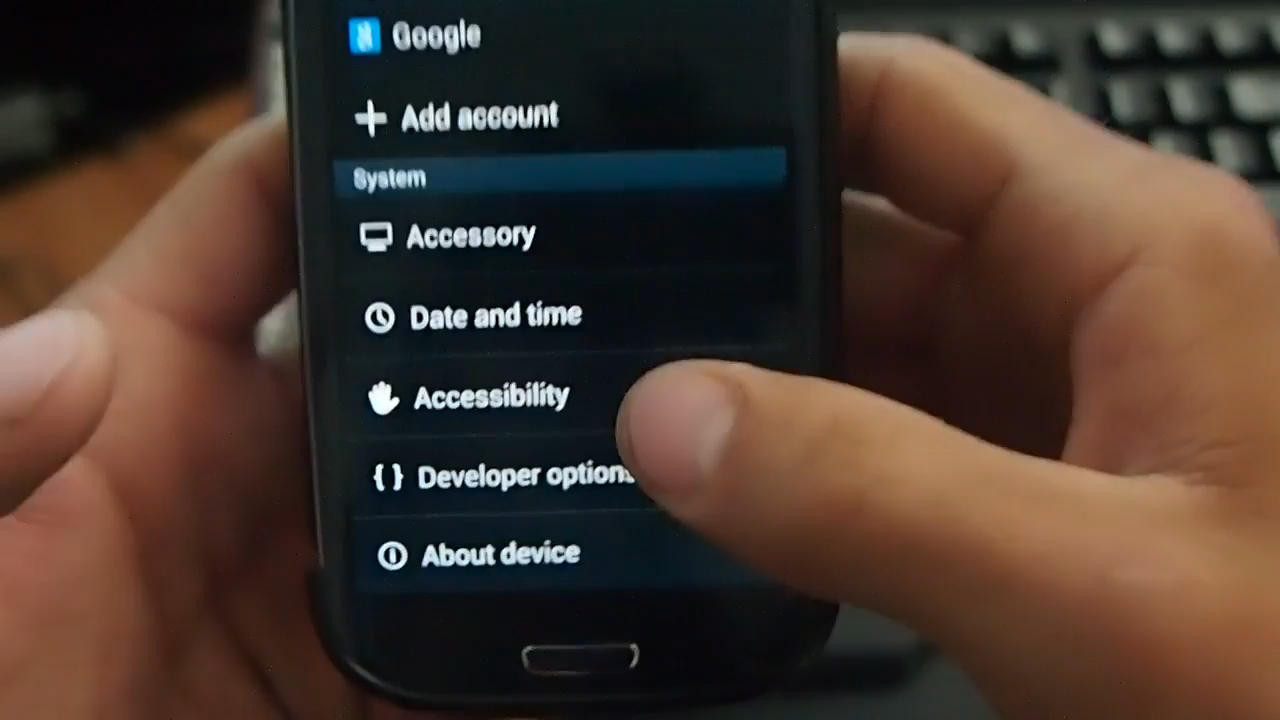 Google
Add account
System
Accessory
Date and time
Accessibility
Developer options
About device